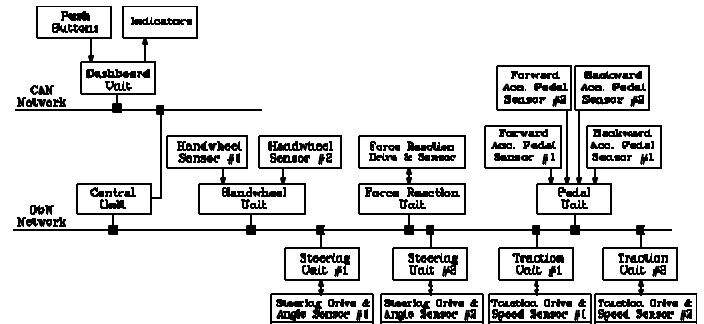 Push
Buttons
Indicators
Dashboard
Unit
CAN
Network
Forward
Acc. Pedal
Sensor #2
Backward
Acc. Pedal
Sensor #2
Handwheel
Sensor #1
Handwheel
Sensor #2
Force Reaction
Drive & Sensor
Forward
Acc. Pedal
Sensor #1
Backward
Acc. Pedal
Sensor #1
Central
Unit
Handwheel
Unit
Force Reaction
Unit
Pedal
Unit
Network
Steering
Unit #1
Steering
Unit #2
Traction
Unit #1
Traction
Unit #2
Steering Drive &
Angle Sensor #1
Steering Drive &
Angle Sensor #2
Traction Drive &
Speed Sensor #1
Traction Drive &
Speed Sensor #2